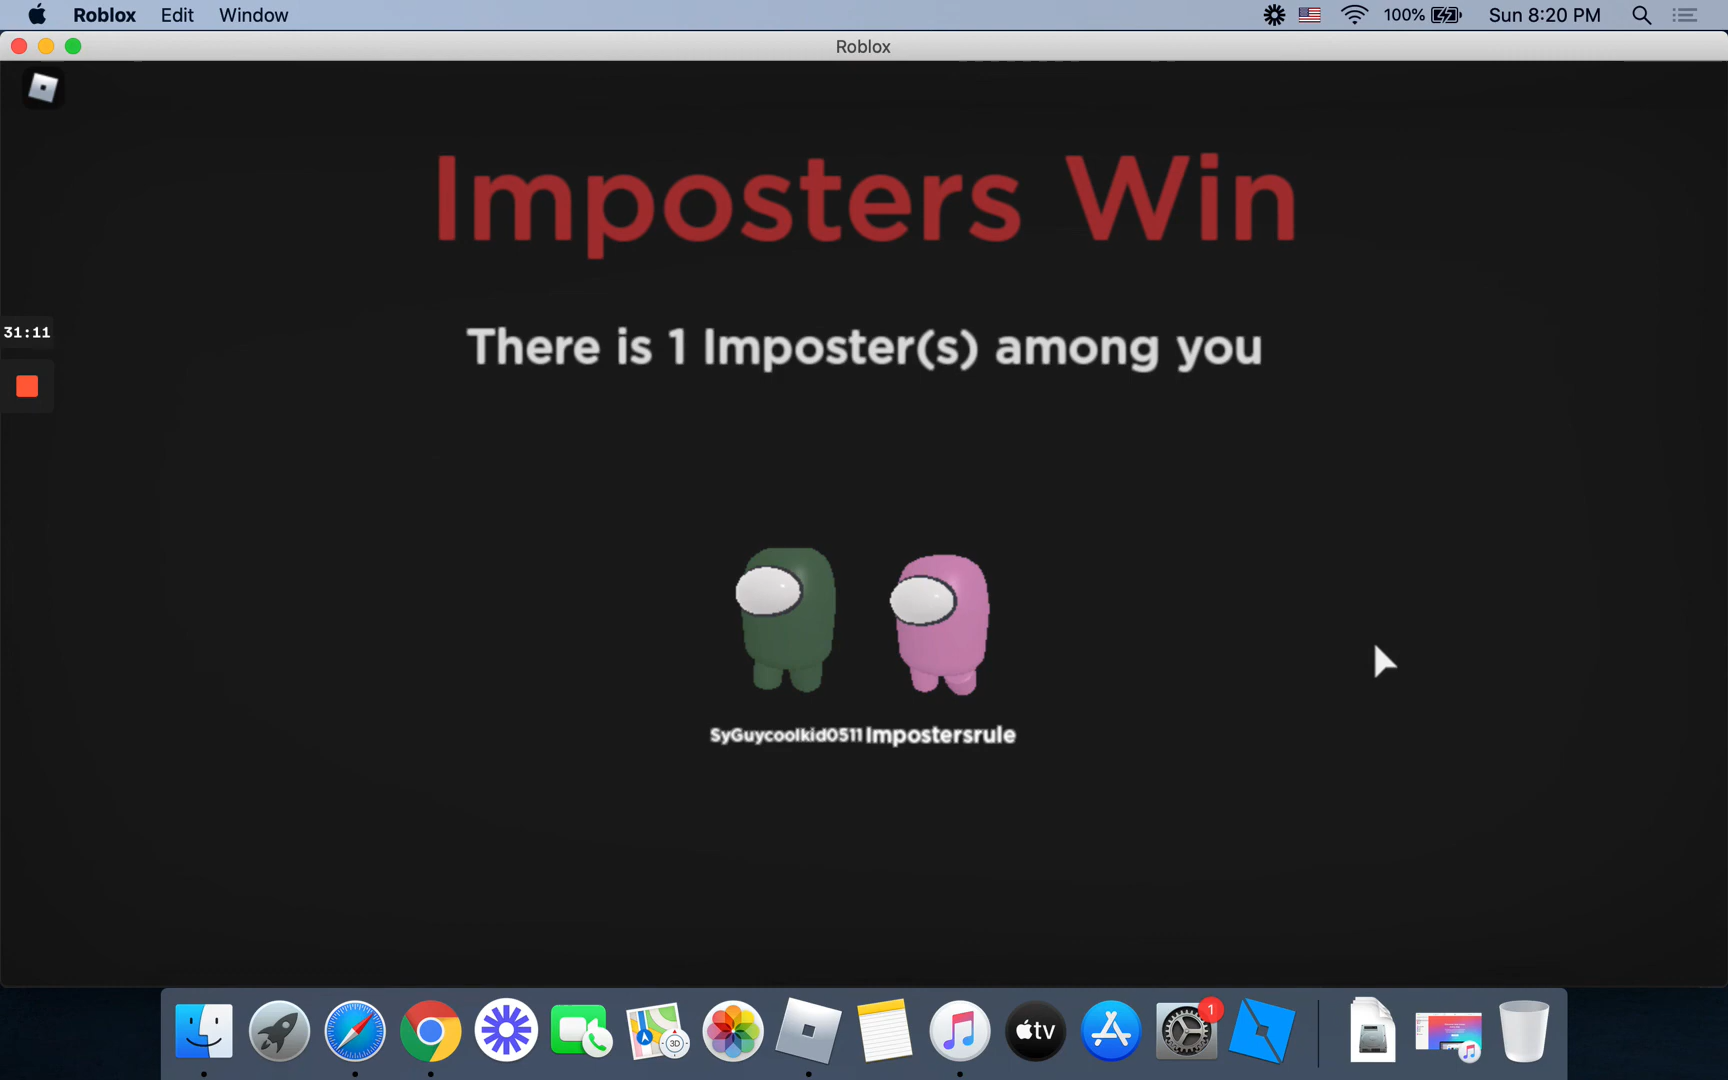 Roblox Edit Window 100% Sun 8:20 PM
Roblox
Imposters Win
31:11
There is 1 Imposter(s) among you
SyGuycoolkid0511 Impostersrule
3D
tv
1